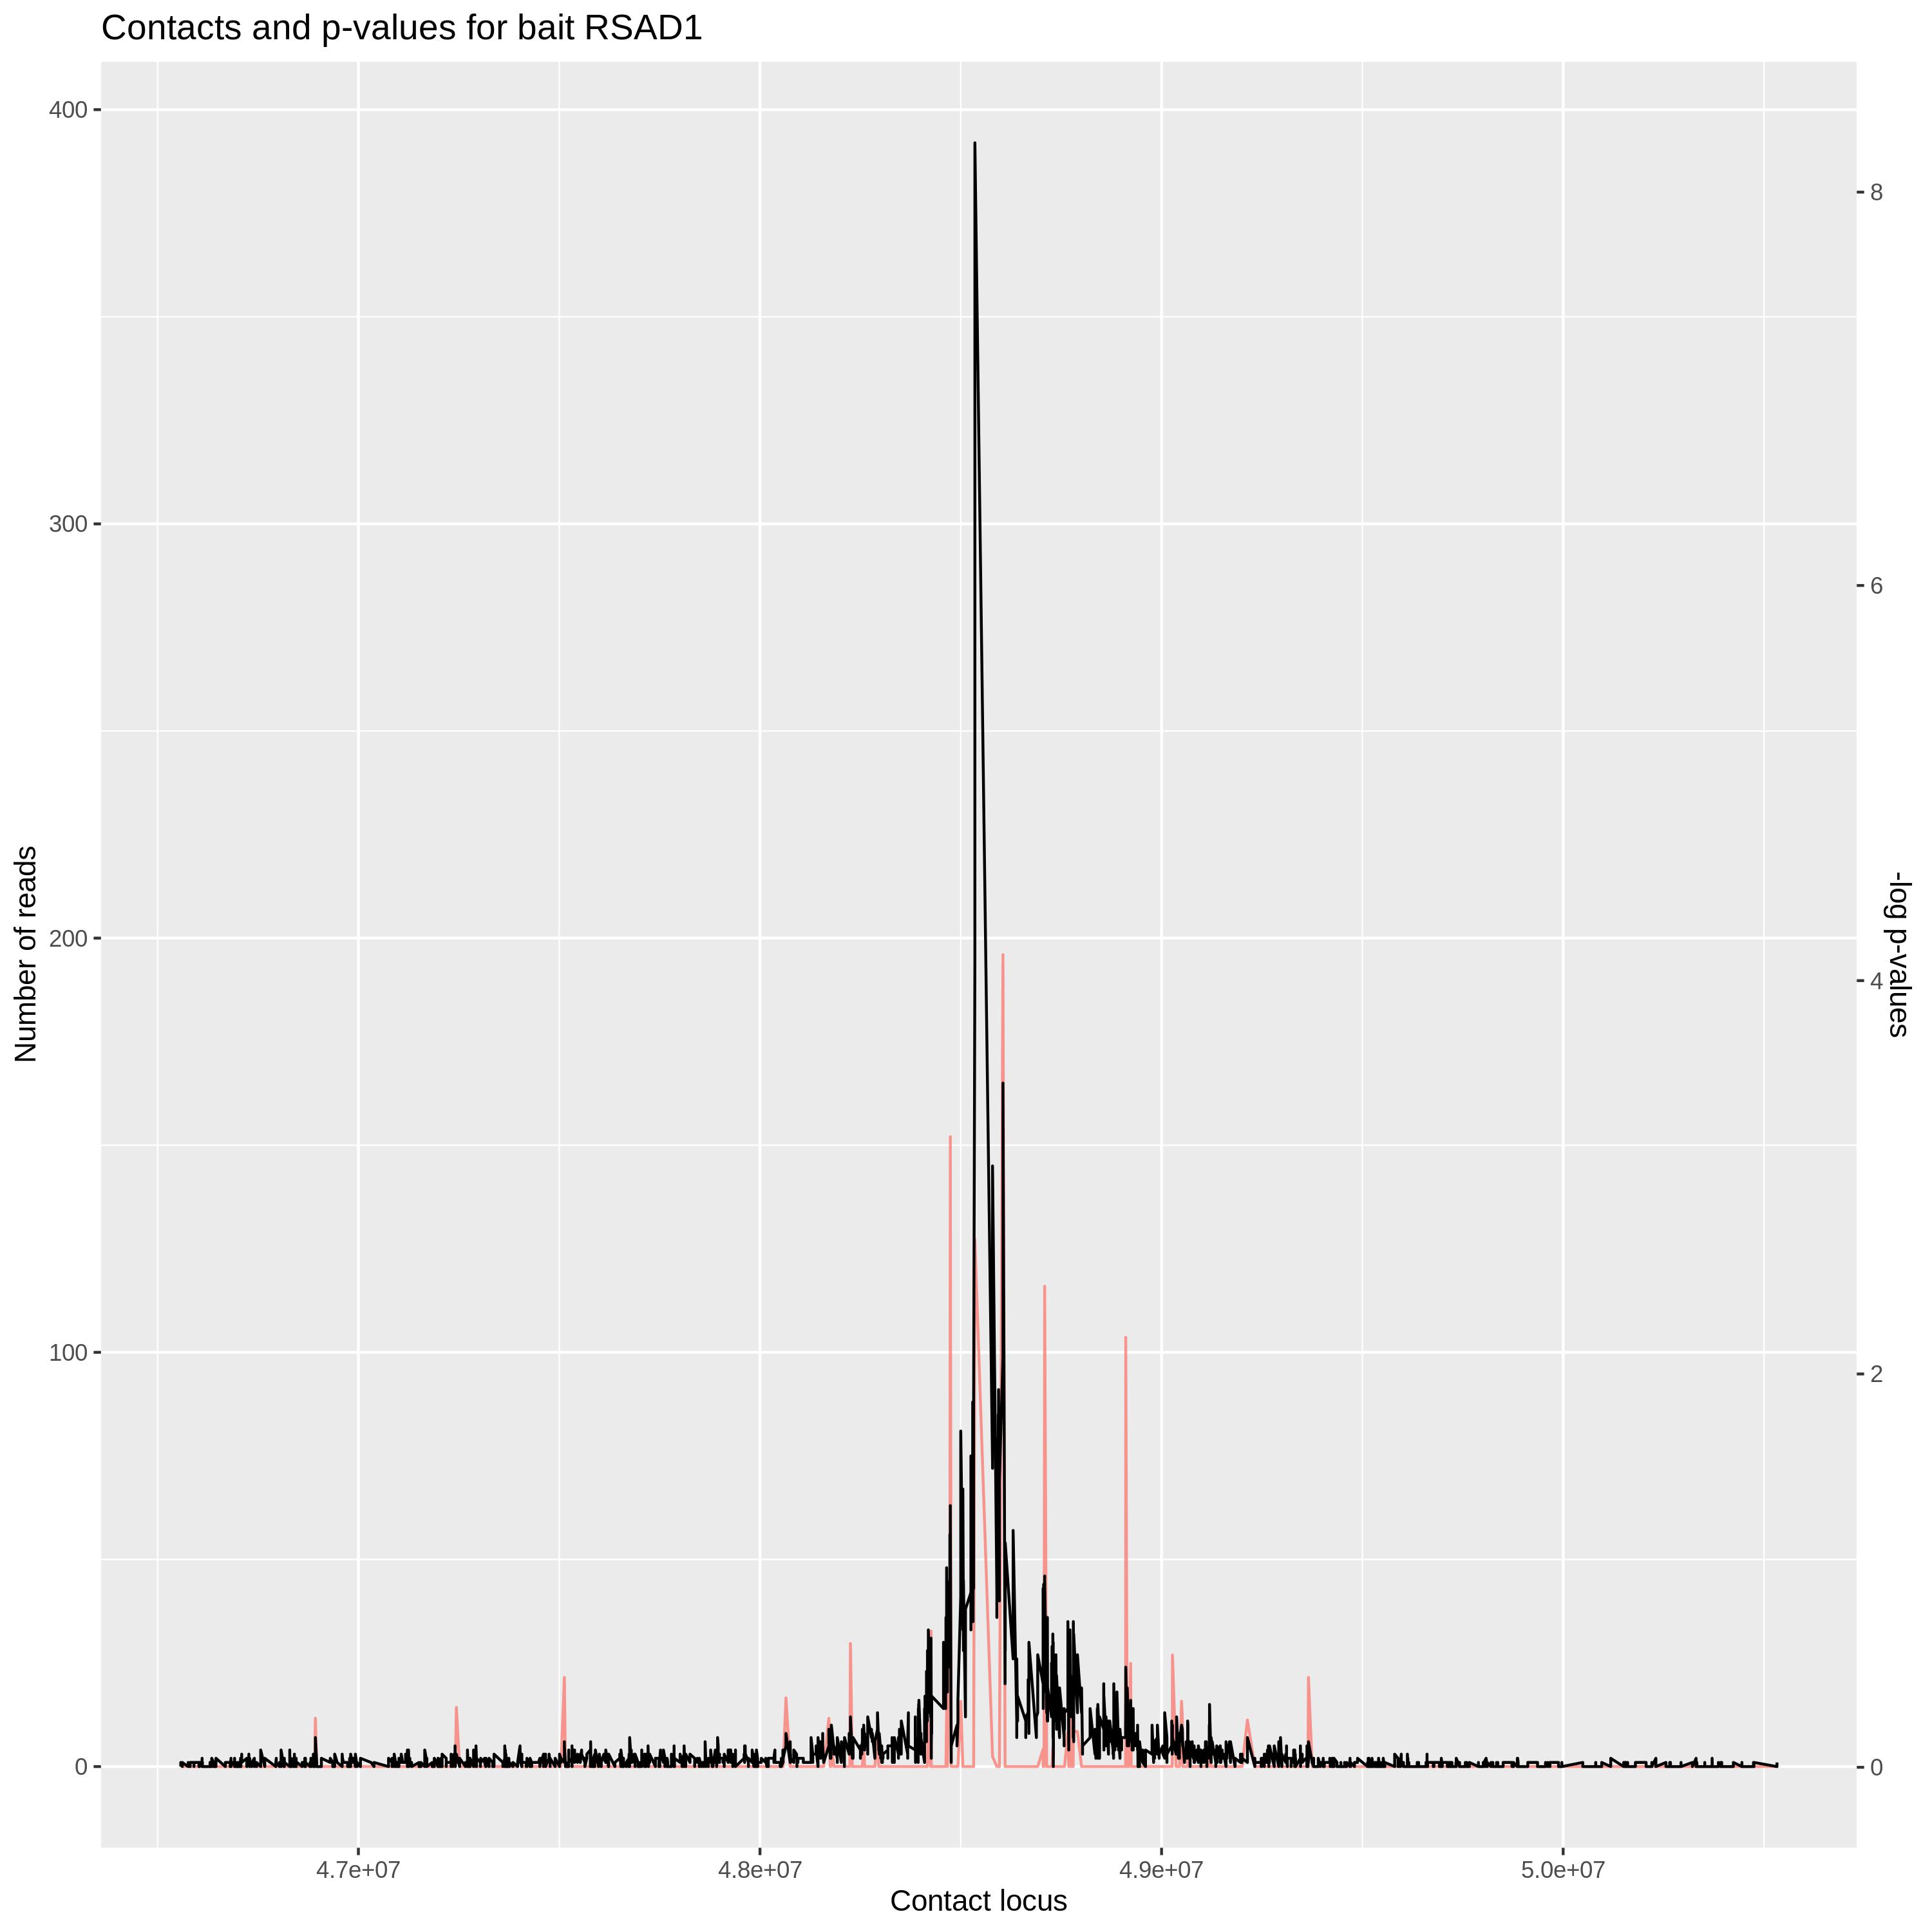 Contacts and p-values for bait RSAD1
400
300
200
100
0
Number of reads
8
6
4
2
0
-log p-values
4.7e+07
4.8e+07
4.9e+07
5.0e+07
Contact locus